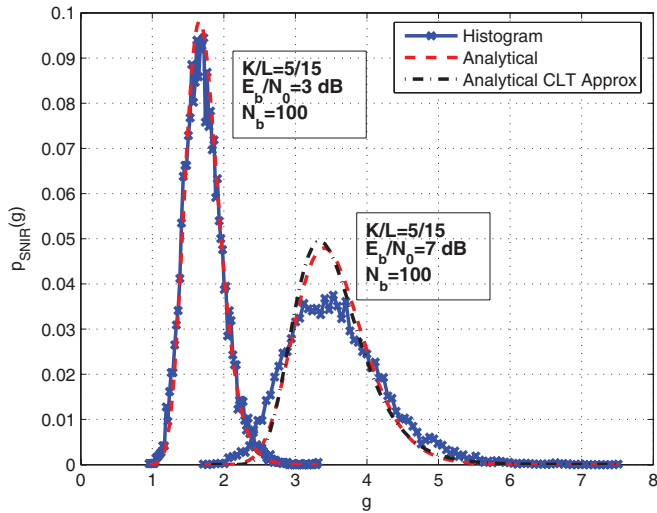 0.1
0.09
0.08
0.07
0.06
0.05
0.04
0.03
0.02
0.01
0
p_SNIR(g)
Histogram
Analytical
Analytical CLT Approx
K/L=5/15
E_b/N_0=3 dB
N_b=100
K/L=5/15
E_b/N_0=7 dB
N_b=100
0 1 2 3 4 5 6 7 8
g